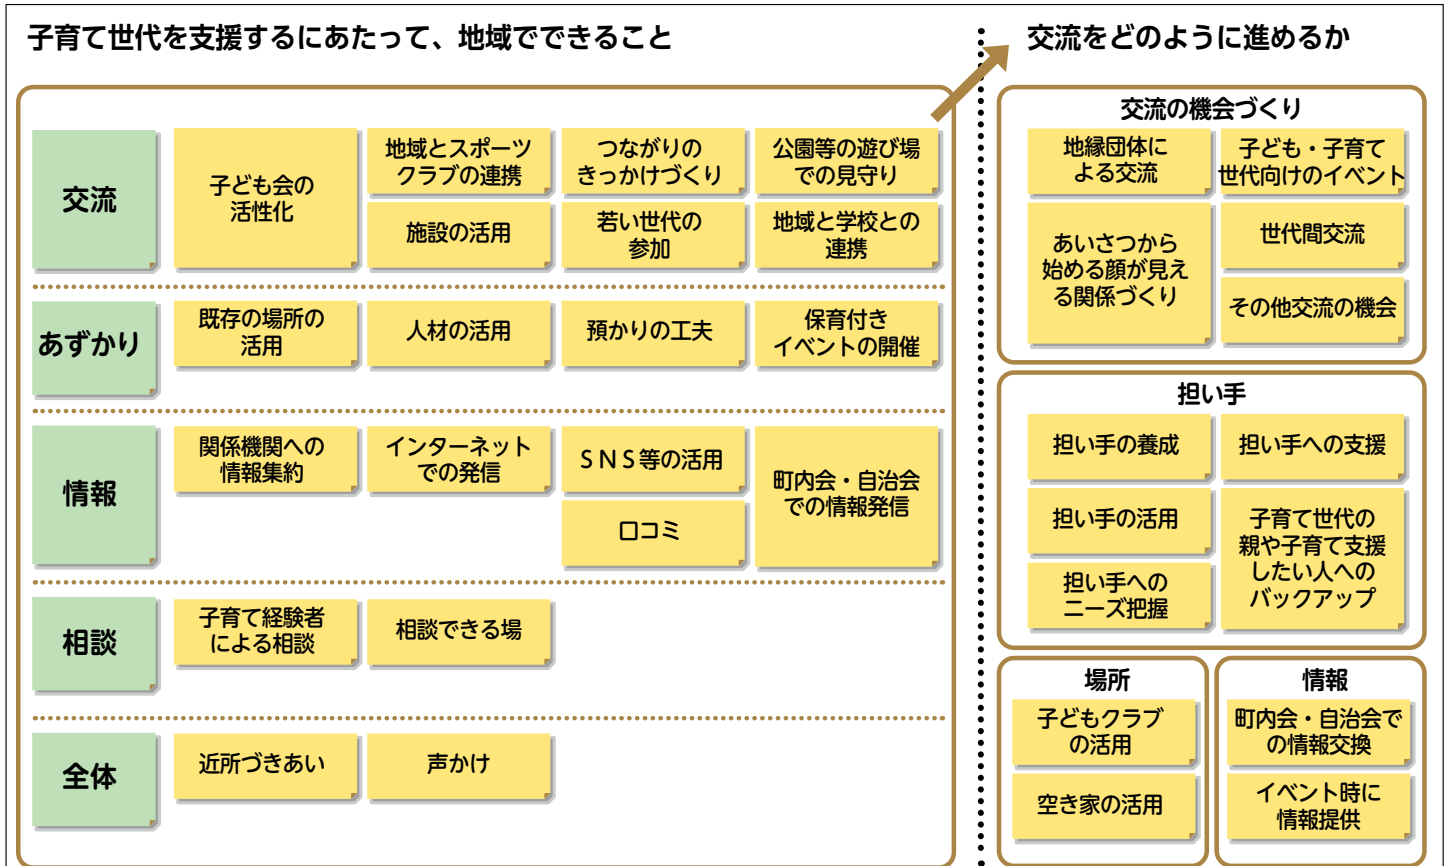 子育て世代を支援するにあたって、地域でできること
交流
子ども会の
活性化
地域とスポーツ
クラブの連携
つながりの
きっかけづくり
公園等の遊び場
での見守り
施設の活用
若い世代の
参加
地域と学校との
連携
あずかり
既存の場所の
活用
人材の活用
預かりの工夫
保育付き
イベントの開催
情報
関係機関への
情報集約
インターネット
での発信
ＳＮＳ等の活用
口コミ
町内会・自治会
での情報発信
相談
子育て経験者
による相談
相談できる場
全体
近所づきあい
声かけ
交流をどのように進めるか
交流の機会づくり
地縁団体に
よる交流
子ども・子育て
世代向けのイベント
あいさつから
始める顔が見え
る関係づくり
世代間交流
その他交流の機会
担い手
担い手の養成
担い手への支援
担い手の活用
担い手への
ニーズ把握
子育て世代の
親や子育て支援
したい人への
バックアップ
場所
子どもクラブ
の活用
空き家の活用
情報
町内会・自治会で
の情報交換
イベント時に
情報提供